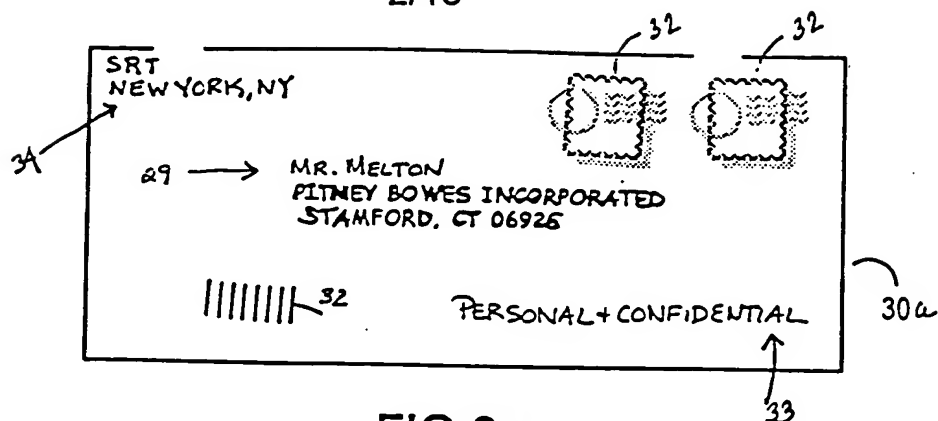 32 32
SRT
NEW YORK, NY
34
29
MR. MELTON
PITNEY BOWES INCORPORATED
STAMFORD, CT 06926
32
PERSONAL + CONFIDENTIAL
30a
33